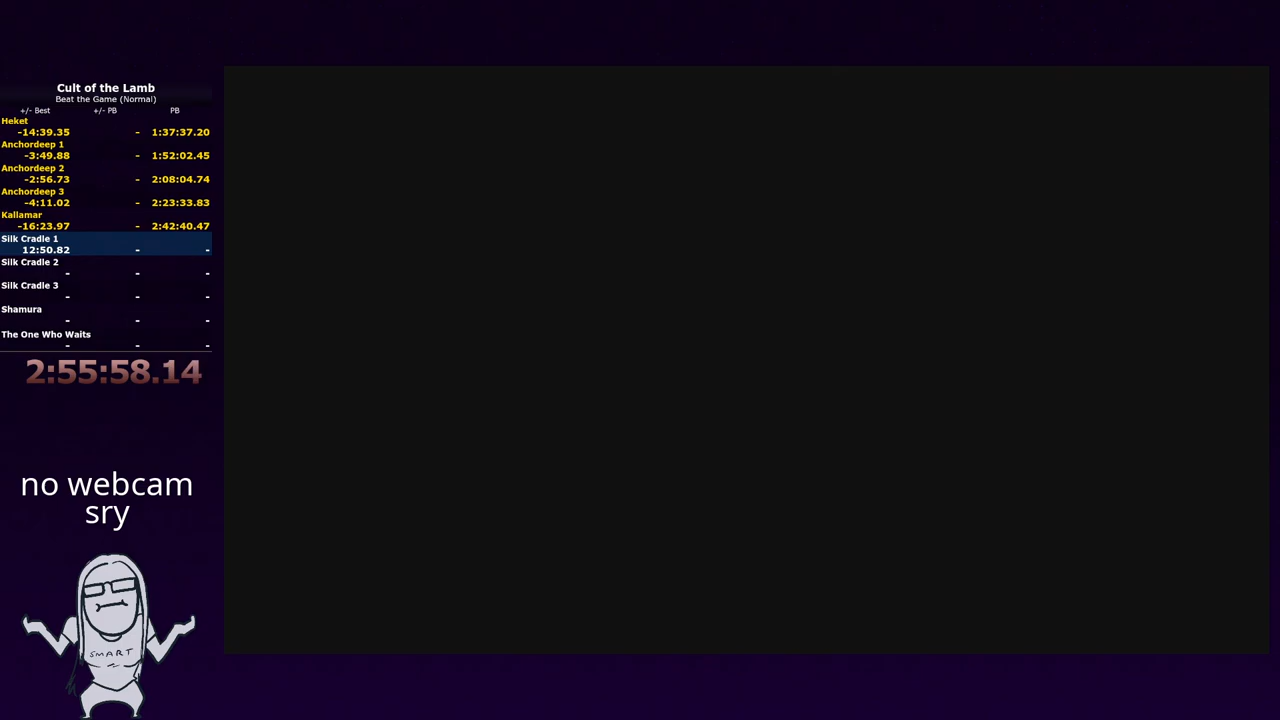 Cult of the Lamb
Beat the Game (Normal)
+/- Best +/- PB PB
Heket
-14:39.35 - 1:37:37.20
Anchordeep 1
-3:49.88 - 1:52:02.45
Anchordeep 2
-2:56.73 - 2:08:04.74
Anchordeep 3
-4:11.02 - 2:23:33.83
Kallamar
-16:23.97 - 2:42:40.47
Silk Cradle 1
12:50.82 - -
Silk Cradle 2
- - -
Silk Cradle 3
- - -
Shamura
- - -
The One Who Waits
- - -
2:55:58.14
no webcam
sry
SMART